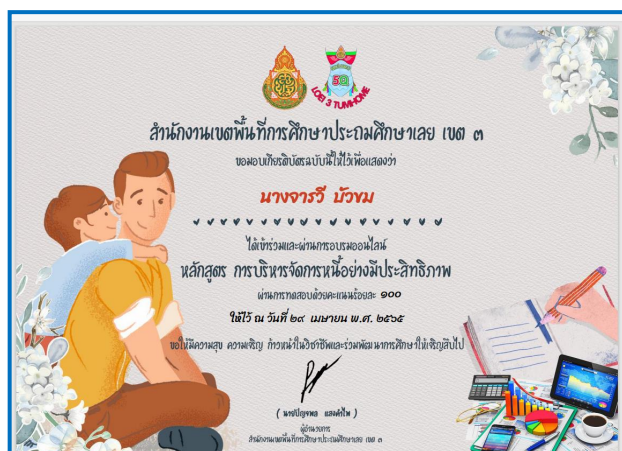 LOEI 3 TUMHOME
สำนักงานเขตพื้นที่การศึกษาประถมศึกษาเลย เขต ๓
ขอมอบเกียรติบัตรฉบับนี้ให้ไว้เพื่อแสดงว่า
นางจารวี บัวขม
ได้เข้าร่วมและผ่านการอบรมออนไลน์
หลักสูตร การบริหารจัดการหนี้อย่างมีประสิทธิภาพ
ผ่านการทดสอบด้วยคะแนนร้อยละ ๑๐๐
ให้ไว้ ณ วันที่ ๒๙ เมษายน พ.ศ. ๒๕๖๕
ขอให้มีความสุข ความเจริญ ก้าวหน้าในวิชาชีพและร่วมพัฒนาการศึกษาให้เจริญสืบไป
( นายปัญจพล แสงคำไพ )
ผู้อำนวยการ
สำนักงานเขตพื้นที่การศึกษาประถมศึกษาเลย เขต ๓